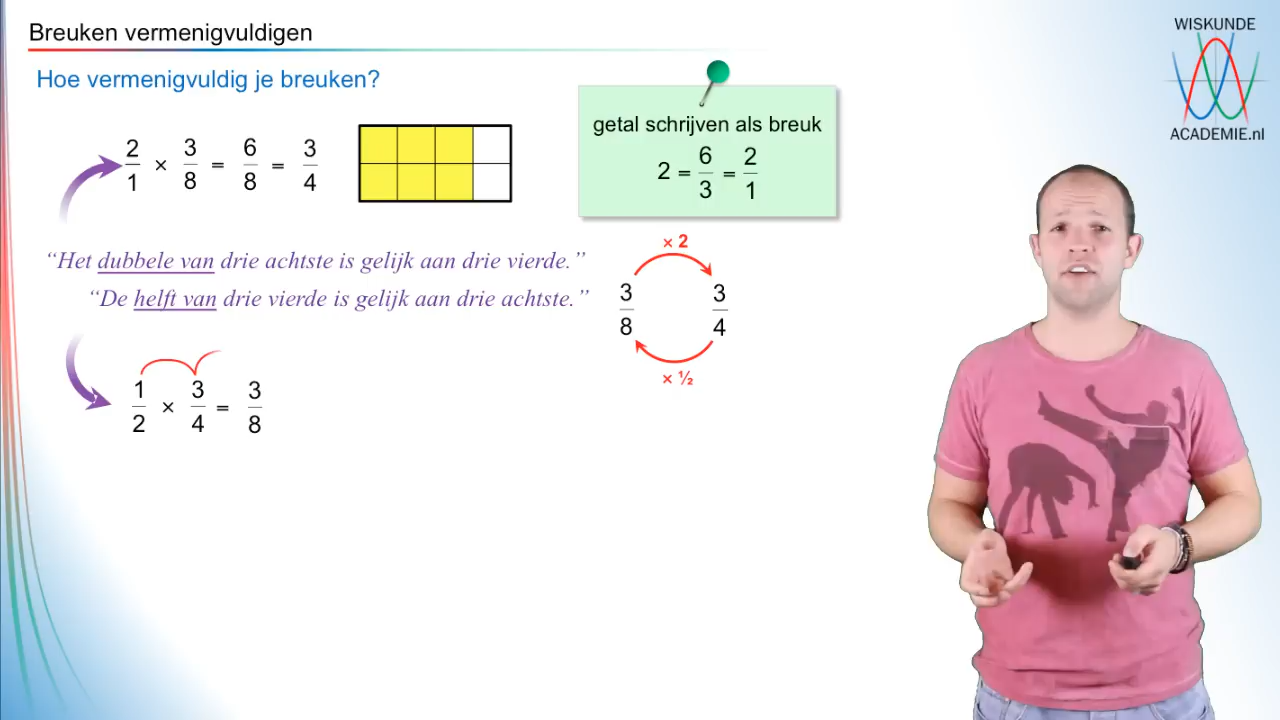 Breuken vermenigvuldigen
WISKUNDE
ACADEMIE.nl
Hoe vermenigvuldig je breuken?
2/1 × 3/8 = 6/8 = 3/4
getal schrijven als breuk
2 = 6/3 = 2/1
“Het dubbele van drie achtste is gelijk aan drie vierde.”
“De helft van drie vierde is gelijk aan drie achtste.”
× 2
3/8 3/4
× ½
1/2 × 3/4 = 3/8